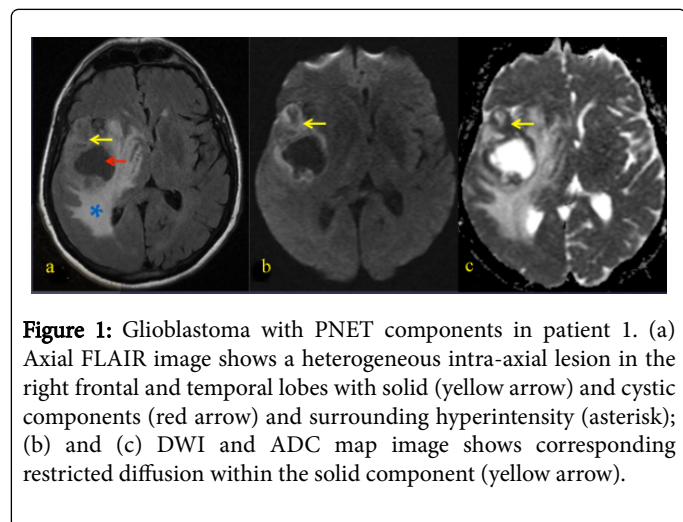 a
b
c
Figure 1: Glioblastoma with PNET components in patient 1. (a)
Axial FLAIR image shows a heterogeneous intra-axial lesion in the
right frontal and temporal lobes with solid (yellow arrow) and cystic
components (red arrow) and surrounding hyperintensity (asterisk);
(b) and (c) DWI and ADC map image shows corresponding
restricted diffusion within the solid component (yellow arrow).